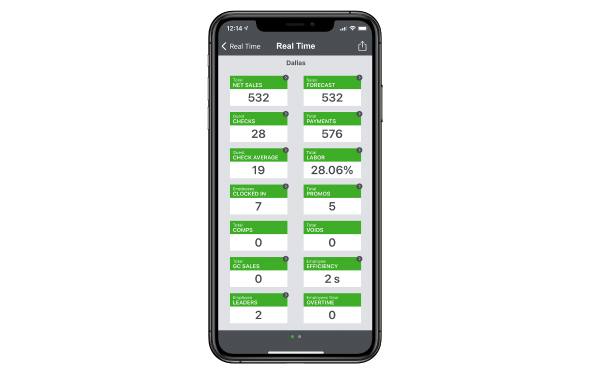 12:14
Real Time
Real Time
Dallas
Total
NET SALES
532
Sales
FORECAST
532
Guest
CHECKS
28
Total
PAYMENTS
576
Guest
CHECK AVERAGE
19
Total
LABOR
28.06%
Employees
CLOCKED IN
7
Total
PROMOS
5
Total
COMPS
0
Total
VOIDS
0
Total
GC SALES
0
Employee
EFFICIENCY
2 s
Employee
LEADERS
2
Employees Near
OVERTIME
0